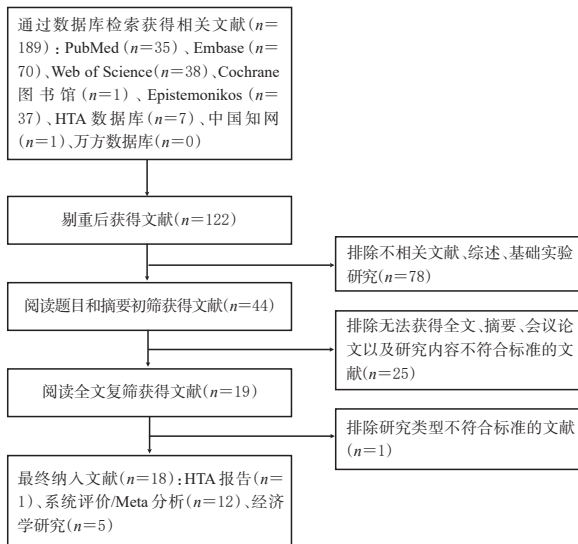 通过数据库检索获得相关文献(n=
189)：PubMed(n=35)、Embase(n=
70)、Web of Science(n=38)、Cochrane
图书馆(n=1)、Epistemonikos(n=
37)、HTA数据库(n=7)、中国知网
(n=1)、万方数据库(n=0)
剔重后获得文献(n=122)
排除不相关文献、综述、基础实验
研究(n=78)
阅读题目和摘要初筛获得文献(n=44)
排除无法获得全文、摘要、会议论
文以及研究内容不符合标准的文
献(n=25)
阅读全文复筛获得文献(n=19)
排除研究类型不符合标准的文献
(n=1)
最终纳入文献(n=18)：HTA报告(n=
1)、系统评价/Meta分析(n=12)、经济
学研究(n=5)